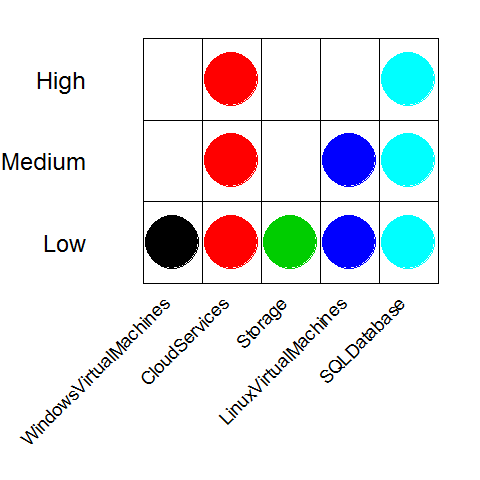 High
Medium
Low
WindowsVirtualMachines
CloudServices
Storage
LinuxVirtualMachines
SQLDatabase